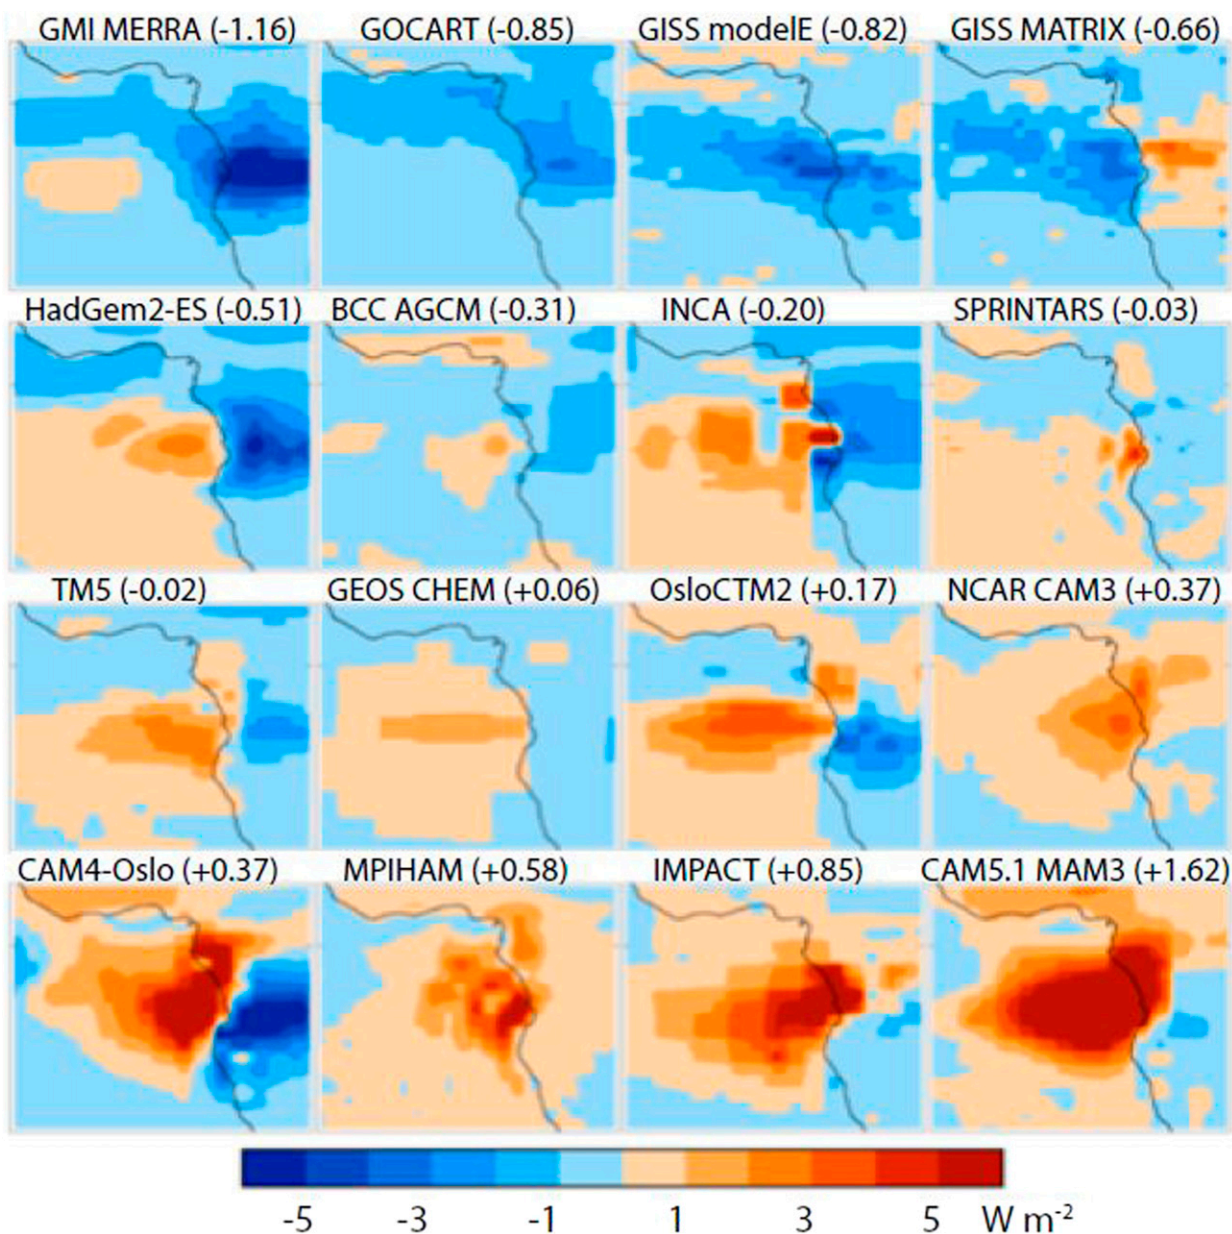 GMI MERRA (-1.16) GOCART (-0.85) GISS modelE (-0.82) GISS MATRIX (-0.66)
HadGem2-ES (-0.51) BCC AGCM (-0.31) INCA (-0.20) SPRINTARS (-0.03)
TM5 (-0.02) GEOS CHEM (+0.06) OsloCTM2 (+0.17) NCAR CAM3 (+0.37)
CAM4-Oslo (+0.37) MPIHAM (+0.58) IMPACT (+0.85) CAM5.1 MAM3 (+1.62)
-5 -3 -1 1 3 5 W m-2